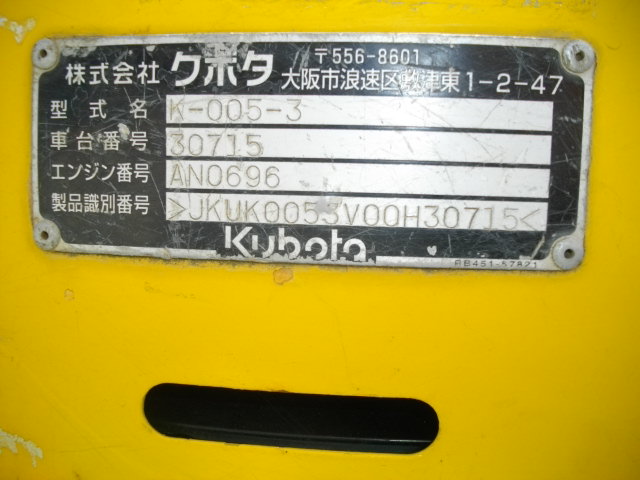 株式会社 クボタ 〒556-8601
大阪市浪速区敷津東1-2-47
型式名 K-005-3
車台番号 30715
エンジン番号 AN0696
製品識別番号 >JKUK0053V00H30715<
Kubota
RB451-57821